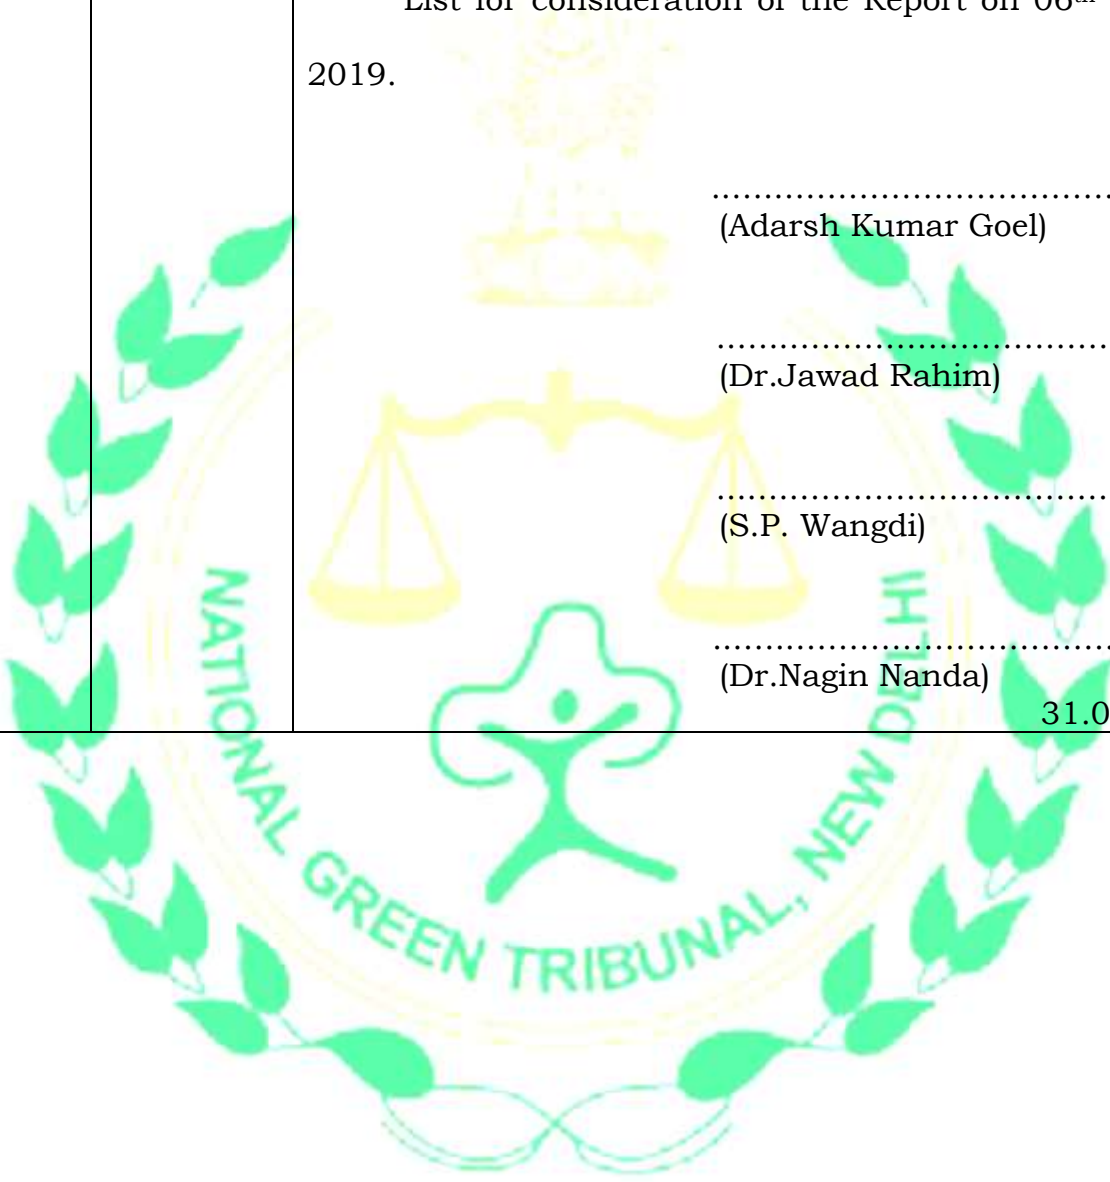 List for consideration of the Report on 06th
2019.
.....................................
(Adarsh Kumar Goel)
.....................................
(Dr.Jawad Rahim)
.....................................
(S.P. Wangdi)
.....................................
(Dr.Nagin Nanda)
31.0
NATIONAL GREEN TRIBUNAL, NEW DLHI